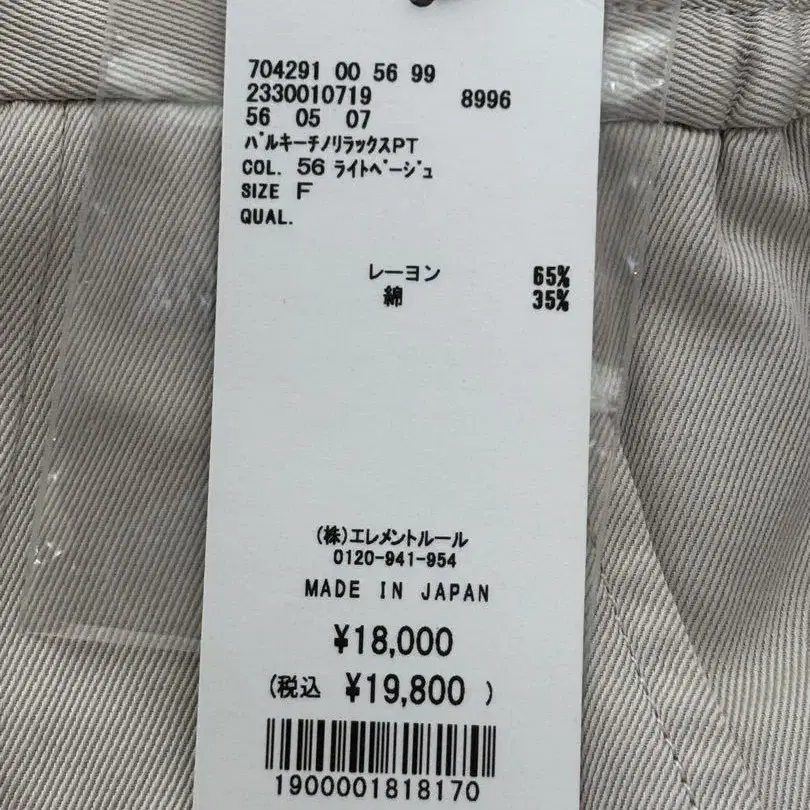 704291 00 56 99
2330010719 8996
56 05 07
バルキーチノリラックスPT
COL. 56 ライトベージュ
SIZE F
QUAL.
レーヨン 65%
綿 35%
(株)エレメントルール
0120-941-954
MADE IN JAPAN
¥18,000
(税込 ¥19,800 )
1900001818170